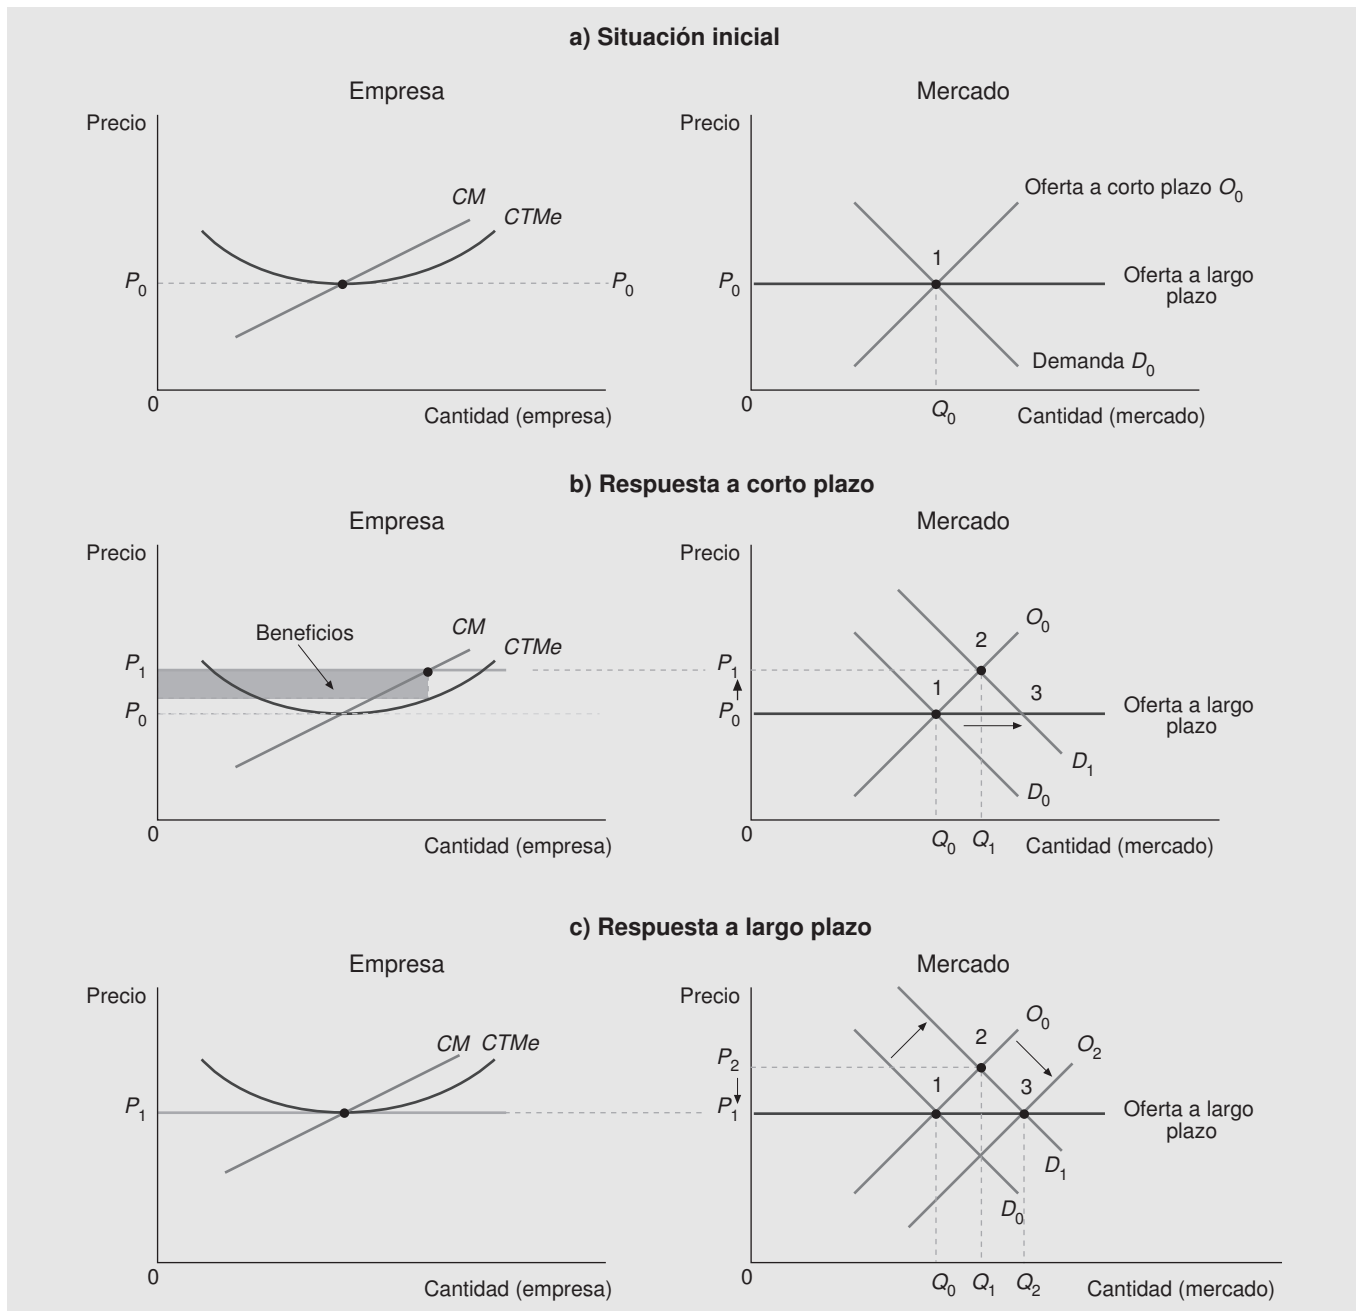 a) Situación inicial
Empresa
Precio
CM
CTMe
P0
P0
0
Cantidad (empresa)
Mercado
Precio
Oferta a corto plazo O0
1
P0
Oferta a largo
plazo
Demanda D0
0
Q0
Cantidad (mercado)
b) Respuesta a corto plazo
Empresa
Precio
Beneficios
CM
CTMe
P1
P0
0
Cantidad (empresa)
Mercado
Precio
O0
2
P1
1
3
P0
Oferta a largo
plazo
D1
D0
0
Q0
Q1
Cantidad (mercado)
c) Respuesta a largo plazo
Empresa
Precio
CM
CTMe
P1
0
Cantidad (empresa)
Mercado
Precio
O0
2
O2
P2
1
3
P1
Oferta a largo
plazo
D1
D0
0
Q0
Q1
Q2
Cantidad (mercado)